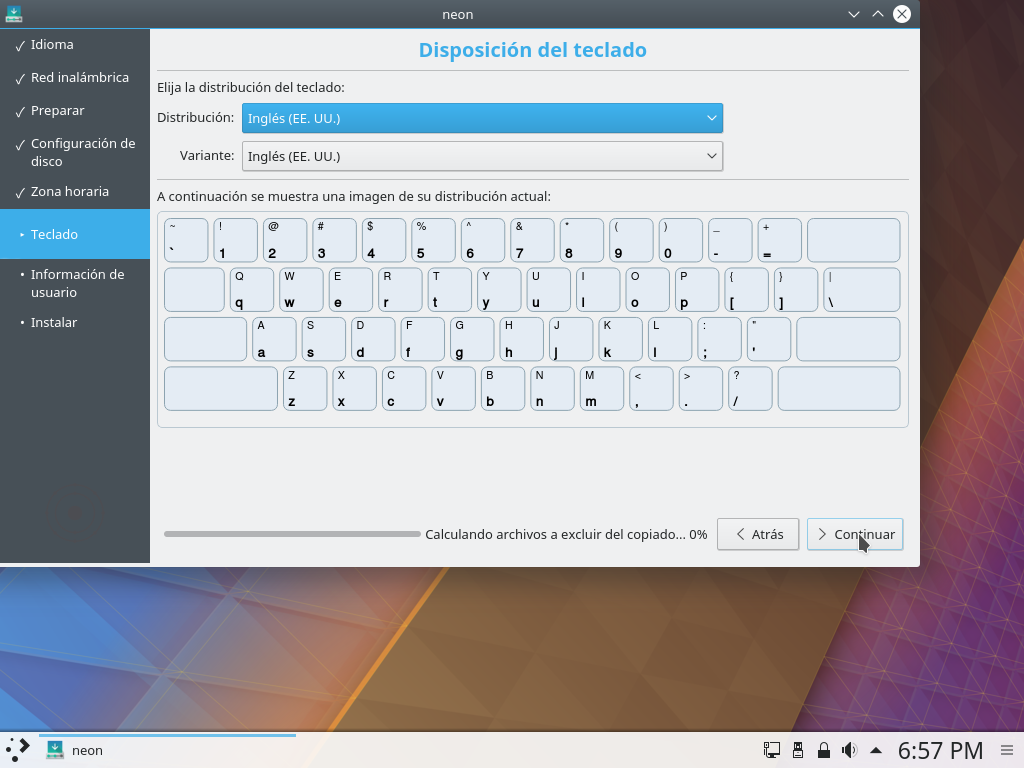 neon
Idioma
Red inalámbrica
Preparar
Configuración de
disco
Zona horaria
Teclado
Información de
usuario
Instalar
Disposición del teclado
Elija la distribución del teclado:
Distribución: Inglés (EE. UU.)
Variante: Inglés (EE. UU.)
A continuación se muestra una imagen de su distribución actual:
~ ! @ # $ % ^ & * ( ) _ +
` 1 2 3 4 5 6 7 8 9 0 - =
Q W E R T Y U I O P { } |
q w e r t y u i o p [ ] \
A S D F G H J K L : "
a s d f g h j k l ; '
Z X C V B N M < > ?
z x c v b n m , . /
Calculando archivos a excluir del copiado... 0% Atrás Continuar
neon 6:57 PM